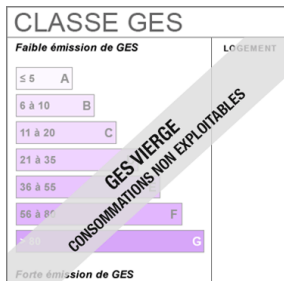 CLASSE GES
Faible émission de GES
LOGEMENT
≤ 5 A
6 à 10 B
11 à 20 C
21 à 35
36 à 55
56 à F
G
GES VIERGE
CONSOMMATIONS NON EXPLOITABLES
Forte émission de GES